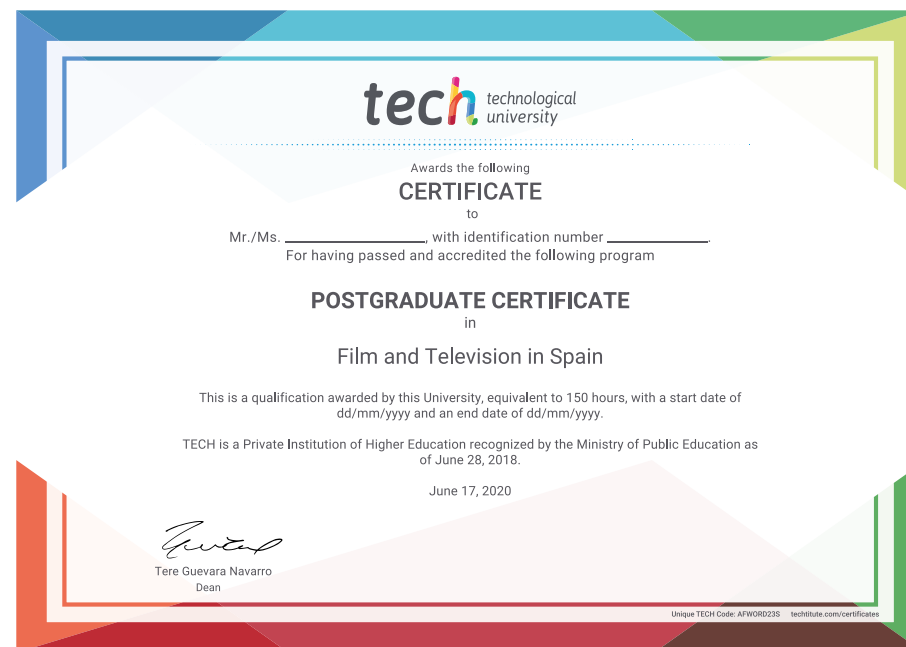 tech technological
university
Awards the following
CERTIFICATE
to
Mr./Ms. ____________________, with identification number ______________.
For having passed and accredited the following program
POSTGRADUATE CERTIFICATE
in
Film and Television in Spain
This is a qualification awarded by this University, equivalent to 150 hours, with a start date of
dd/mm/yyyy and an end date of dd/mm/yyyy.
TECH is a Private Institution of Higher Education recognized by the Ministry of Public Education as
of June 28, 2018.
June 17, 2020
Tere Guevara Navarro
Dean
Unique TECH Code: AFWORD23S techtitute.com/certificates